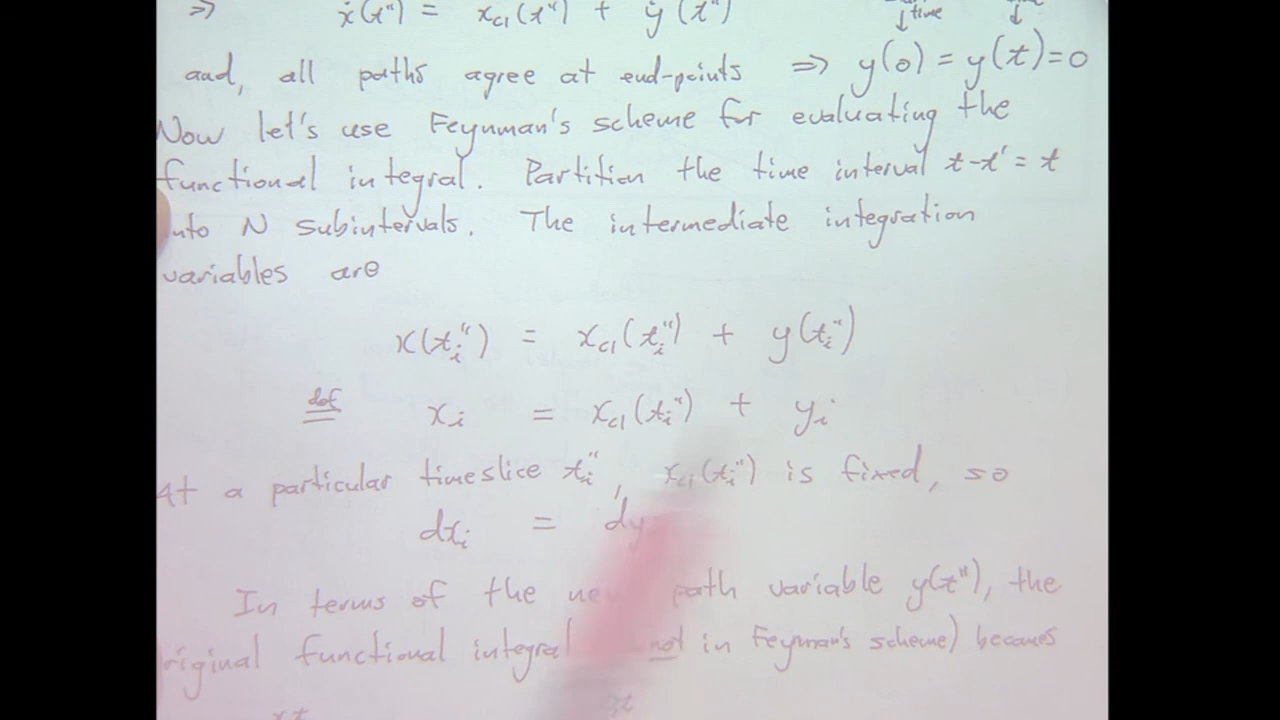 ⇒ ẋ(t") = ẋcl(t") + ẏ(t") ↓ time ↓
and, all paths agree at end-points ⇒ y(0) = y(t) = 0
Now let's use Feynman's scheme for evaluating the
functional integral. Partition the time interval t-t' = t
into N subintervals. The intermediate integration
variables are
x(tᵢ") = xcl(tᵢ") + y(tᵢ")
def xᵢ = xcl(tᵢ") + yᵢ
At a particular timeslice tᵢ", xcl(tᵢ") is fixed, so
dxᵢ = dy
In terms of the new path variable y(t"), the
original functional integral not in Feynman's scheme) becomes